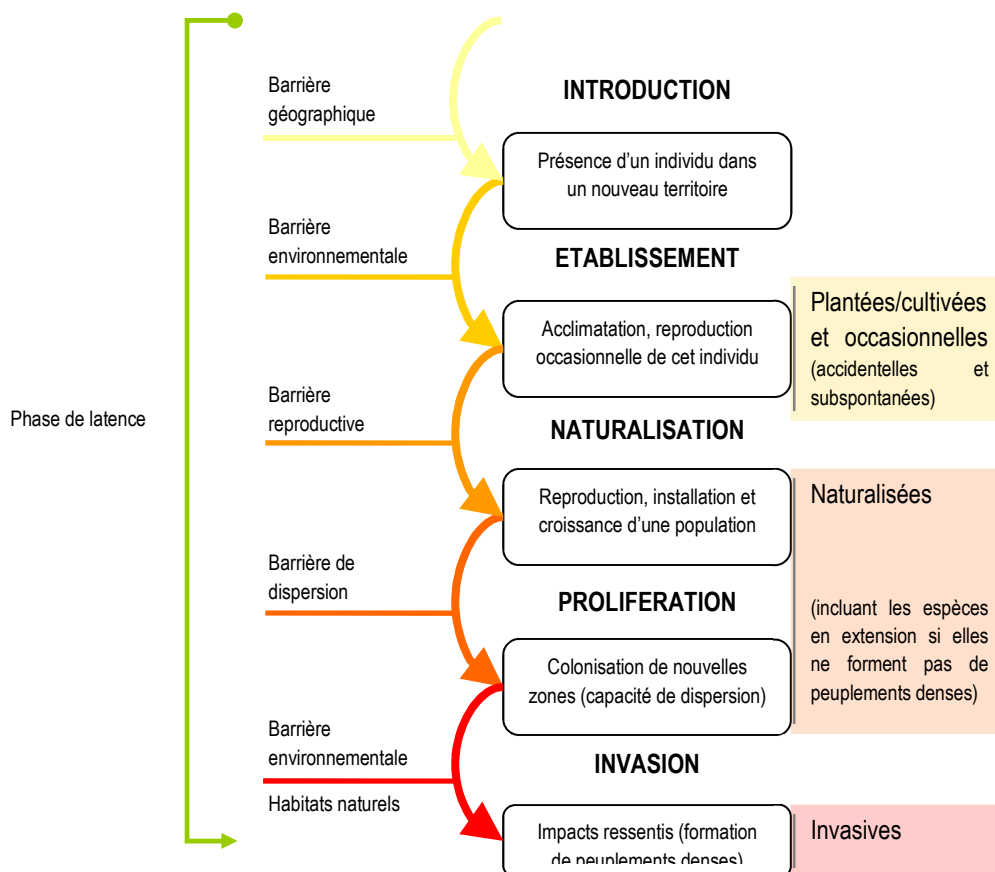 Barrière
géographique
INTRODUCTION
Présence d'un individu dans
un nouveau territoire
Barrière
environnementale
ETABLISSEMENT
Acclimatation, reproduction
occasionnelle de cet individu
Plantées/cultivées
et occasionnelles
(accidentelles et
subspontanées)
Phase de latence
Barrière
reproductive
NATURALISATION
Reproduction, installation et
croissance d'une population
Naturalisées
(incluant les espèces
en extension si elles
ne forment pas de
peuplements denses)
Barrière de
dispersion
PROLIFERATION
Colonisation de nouvelles
zones (capacité de dispersion)
Barrière
environnementale
Habitats naturels
INVASION
Impacts ressentis (formation
de peuplements denses)
Invasives